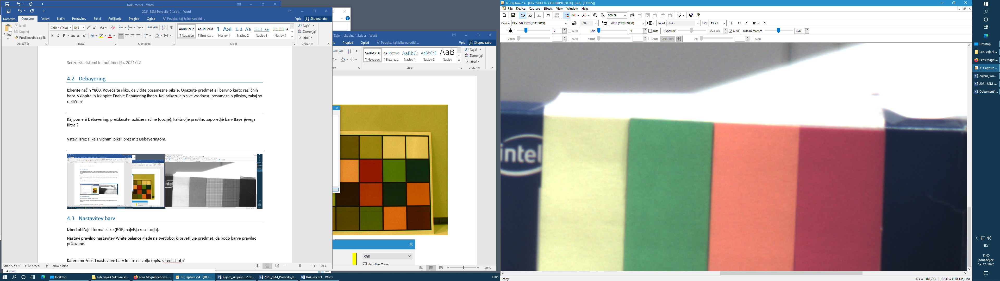 Dokument1 - Word
2021_SSM_Porocilo_01.docx - Word
Datoteka Osnovno Vstavi Načrt Postavitev Sklici Pošiljanje Pregled Ogled Povejte, kaj želite narediti ... Vpis Skupna raba
Prilepi
Izreži
Kopiraj
Preslikovalnik oblik
Odložišče
Calibri (Telo) 10,5
K L P abc
Pisava
Odstavek
AaBbCcDd AaBbCcDd 1 Aal 1.1 Aa 1.1.1 Aa 1.1.1.1 A
¶ Navaden ¶ Brez raz... Naslov 1 Naslov 2 Naslov 3 Naslov 4
Slogi
Najdi
Zamenjaj
Izberi
Urejanje
Senzorski sistemi in multimedija, 2021/22
4.2 Debayering
Izberite način Y800. Povečajte sliko, da vidite posamezne piksle. Opazujte predmet ali barvno karto različnih
barv. Vklopite in izklopite Enable Debayering ikono. Kaj prikazujejo sive vrednosti posameznih pikslov, zakaj so
različne?
Kaj pomeni Debayering, preizkusite različne načine (opcije), kakšno je pravilno zaporedje barv Bayerjevega
filtra ?
Vstavi izrez slike z vidnimi piksli brez in z Debayeringom.
4.3 Nastavitev barv
Izberi običajni format slike (RGB, najvišja resolucija).
Nastavi pravilno nastavitev White balance glede na svetlobo, ki osvetljuje predmet, da bodo barve pravilno
prikazane.
Katere možnosti nastavitve barv imate na voljo (opis, screenshot)?
Stran 5 od 9 1132 besed slovenščina 120 %
4 items
Zajem_skupina 1.2.docx - Word
Pregled Ogled Povejte, kaj želite narediti ... Vpis Skupna raba
AaBbCcDc AaBbCcDc AaBbCc AaBbCcD AaB
¶ Navaden ¶ Brez raz... Naslov 1 Naslov 2 Naslov
Slogi
Najdi
Zamenjaj
Izberi
Urejanje
RGB
Visualize Zeros
120 %
Desktop Lab. vaja 4 Slikovni se... Lens Magnification a... IC Capture 2.4 - [DFx ... Zajem_skupina 1.2.do... 2021_SSM_Porocilo_0... Dokument1 - Word 11:05
IC Capture 2.4 - [DFx 72BUC02 (30110019) [300%] [live] [13 FPS]]
File Device Capture Effects View Window Help
300 %
Device DFx 72BUC02 (30110019) PAL NTSC - NA - Y800 (1920x1080) Input - NA - FPS 13.21 0°
0 Auto Gain 4 Auto Exposure 1/25 sec Auto Auto Reference 128
Zoom Auto Focus Auto One Push Iris Auto
intel
Ready X,Y = 1187,733 RGB32 = (148,146,145)
Desktop
Lab. vaja 4 ...
Lens Magni...
IC Capture ...
Zajem_sku...
2021_SSM_...
Dokument1...
SLV
11:05
ponedeljek
19. 12. 2022